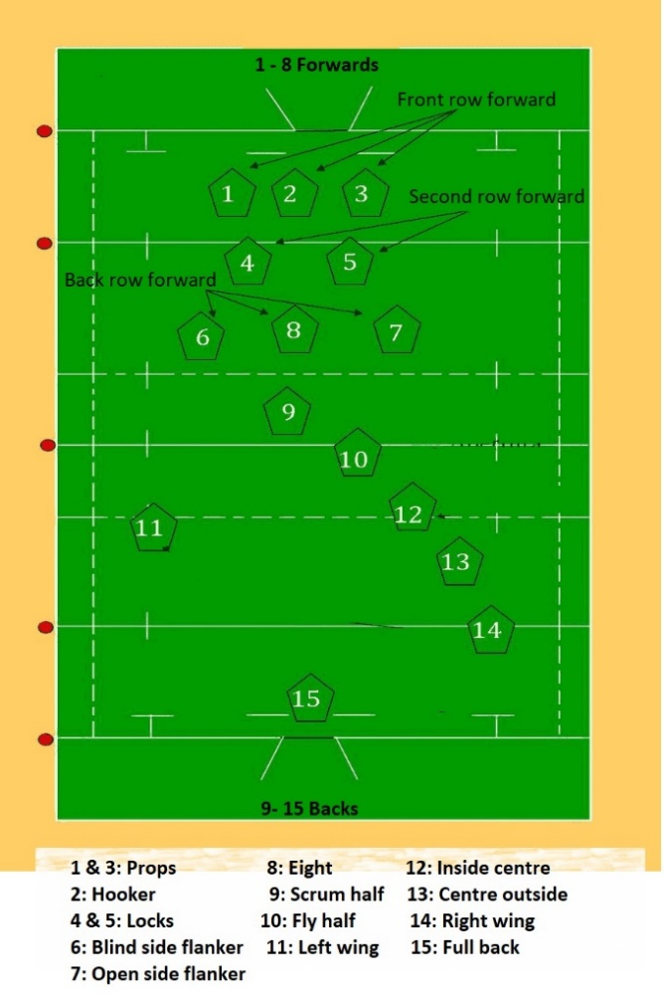 1 - 8 Forwards
Front row forward
1 2 3
Second row forward
4 5
Back row forward
6 8 7
9
10
11 12
13
14
15
9- 15 Backs
1 & 3: Props 8: Eight 12: Inside centre
2: Hooker 9: Scrum half 13: Centre outside
4 & 5: Locks 10: Fly half 14: Right wing
6: Blind side flanker 11: Left wing 15: Full back
7: Open side flanker